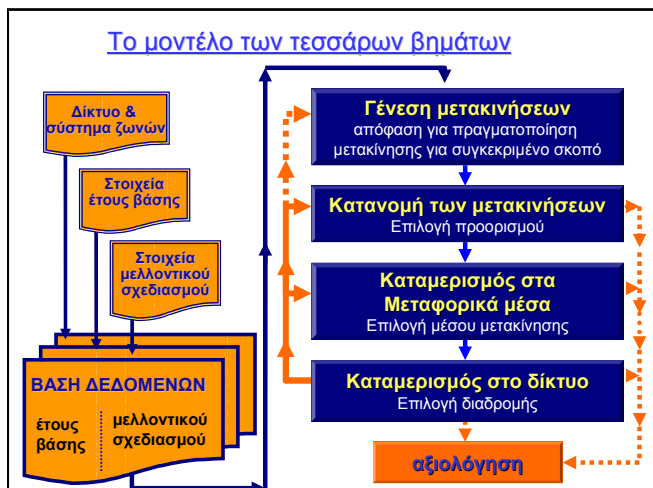 Το μοντέλο των τεσσάρων βημάτων
Δίκτυο &
σύστημα ζωνών
Στοιχεία
έτους βάσης
Στοιχεία
μελλοντικού
σχεδιασμού
ΒΑΣΗ ΔΕΔΟΜΕΝΩΝ
έτους
βάσης
μελλοντικού
σχεδιασμού
Γένεση μετακινήσεων
απόφαση για πραγματοποίηση
μετακίνησης για συγκεκριμένο σκοπό
Κατανομή των μετακινήσεων
Επιλογή προορισμού
Καταμερισμός στα
Μεταφορικά μέσα
Επιλογή μέσου μετακίνησης
Καταμερισμός στο δίκτυο
Επιλογή διαδρομής
αξιολόγηση